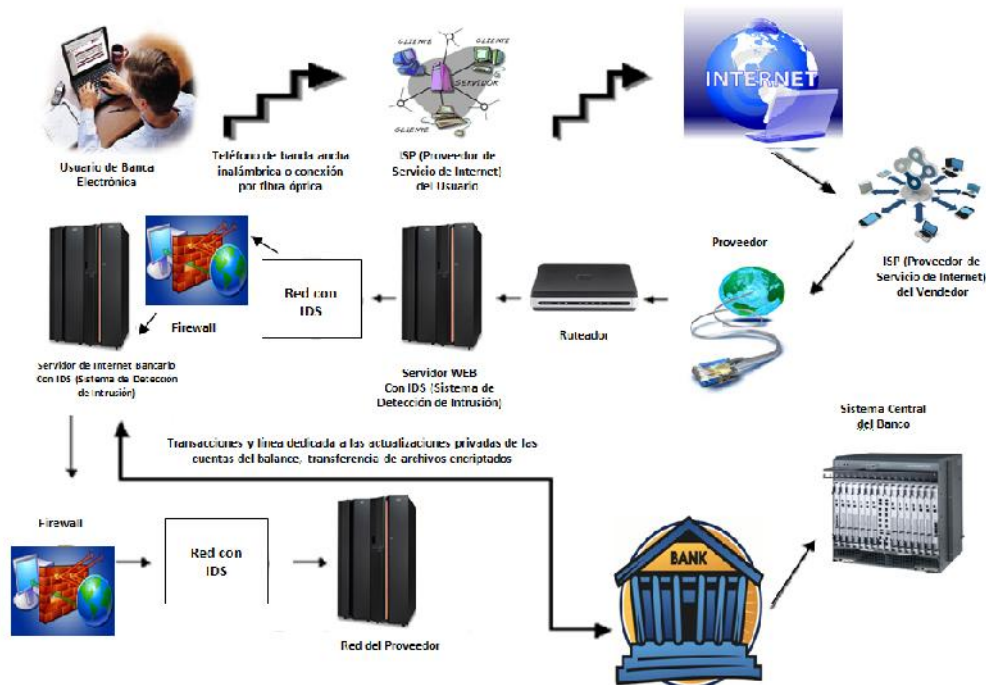 CLIENTE
CLIENTE
SERVIDOR
CLIENTE
INTERNET
Usuario de Banca
Electrónica
Teléfono de banda ancha
inalámbrica o conexión
por fibra óptica
ISP (Proveedor de
Servicio de Internet)
del Usuario
ISP (Proveedor de
Servicio de Internet)
del Vendedor
Proveedor
Ruteador
Servidor WEB
Con IDS (Sistema de
Detección de Intrusión)
Red con
IDS
Firewall
Servidor de Internet Bancario
Con IDS (Sistema de Detección
de Intrusión)
Transacciones y línea dedicada a las actualizaciones privadas de las
cuentas del balance, transferencia de archivos encriptados
Sistema Central
del Banco
Firewall
Red con
IDS
Red del Proveedor
BANK